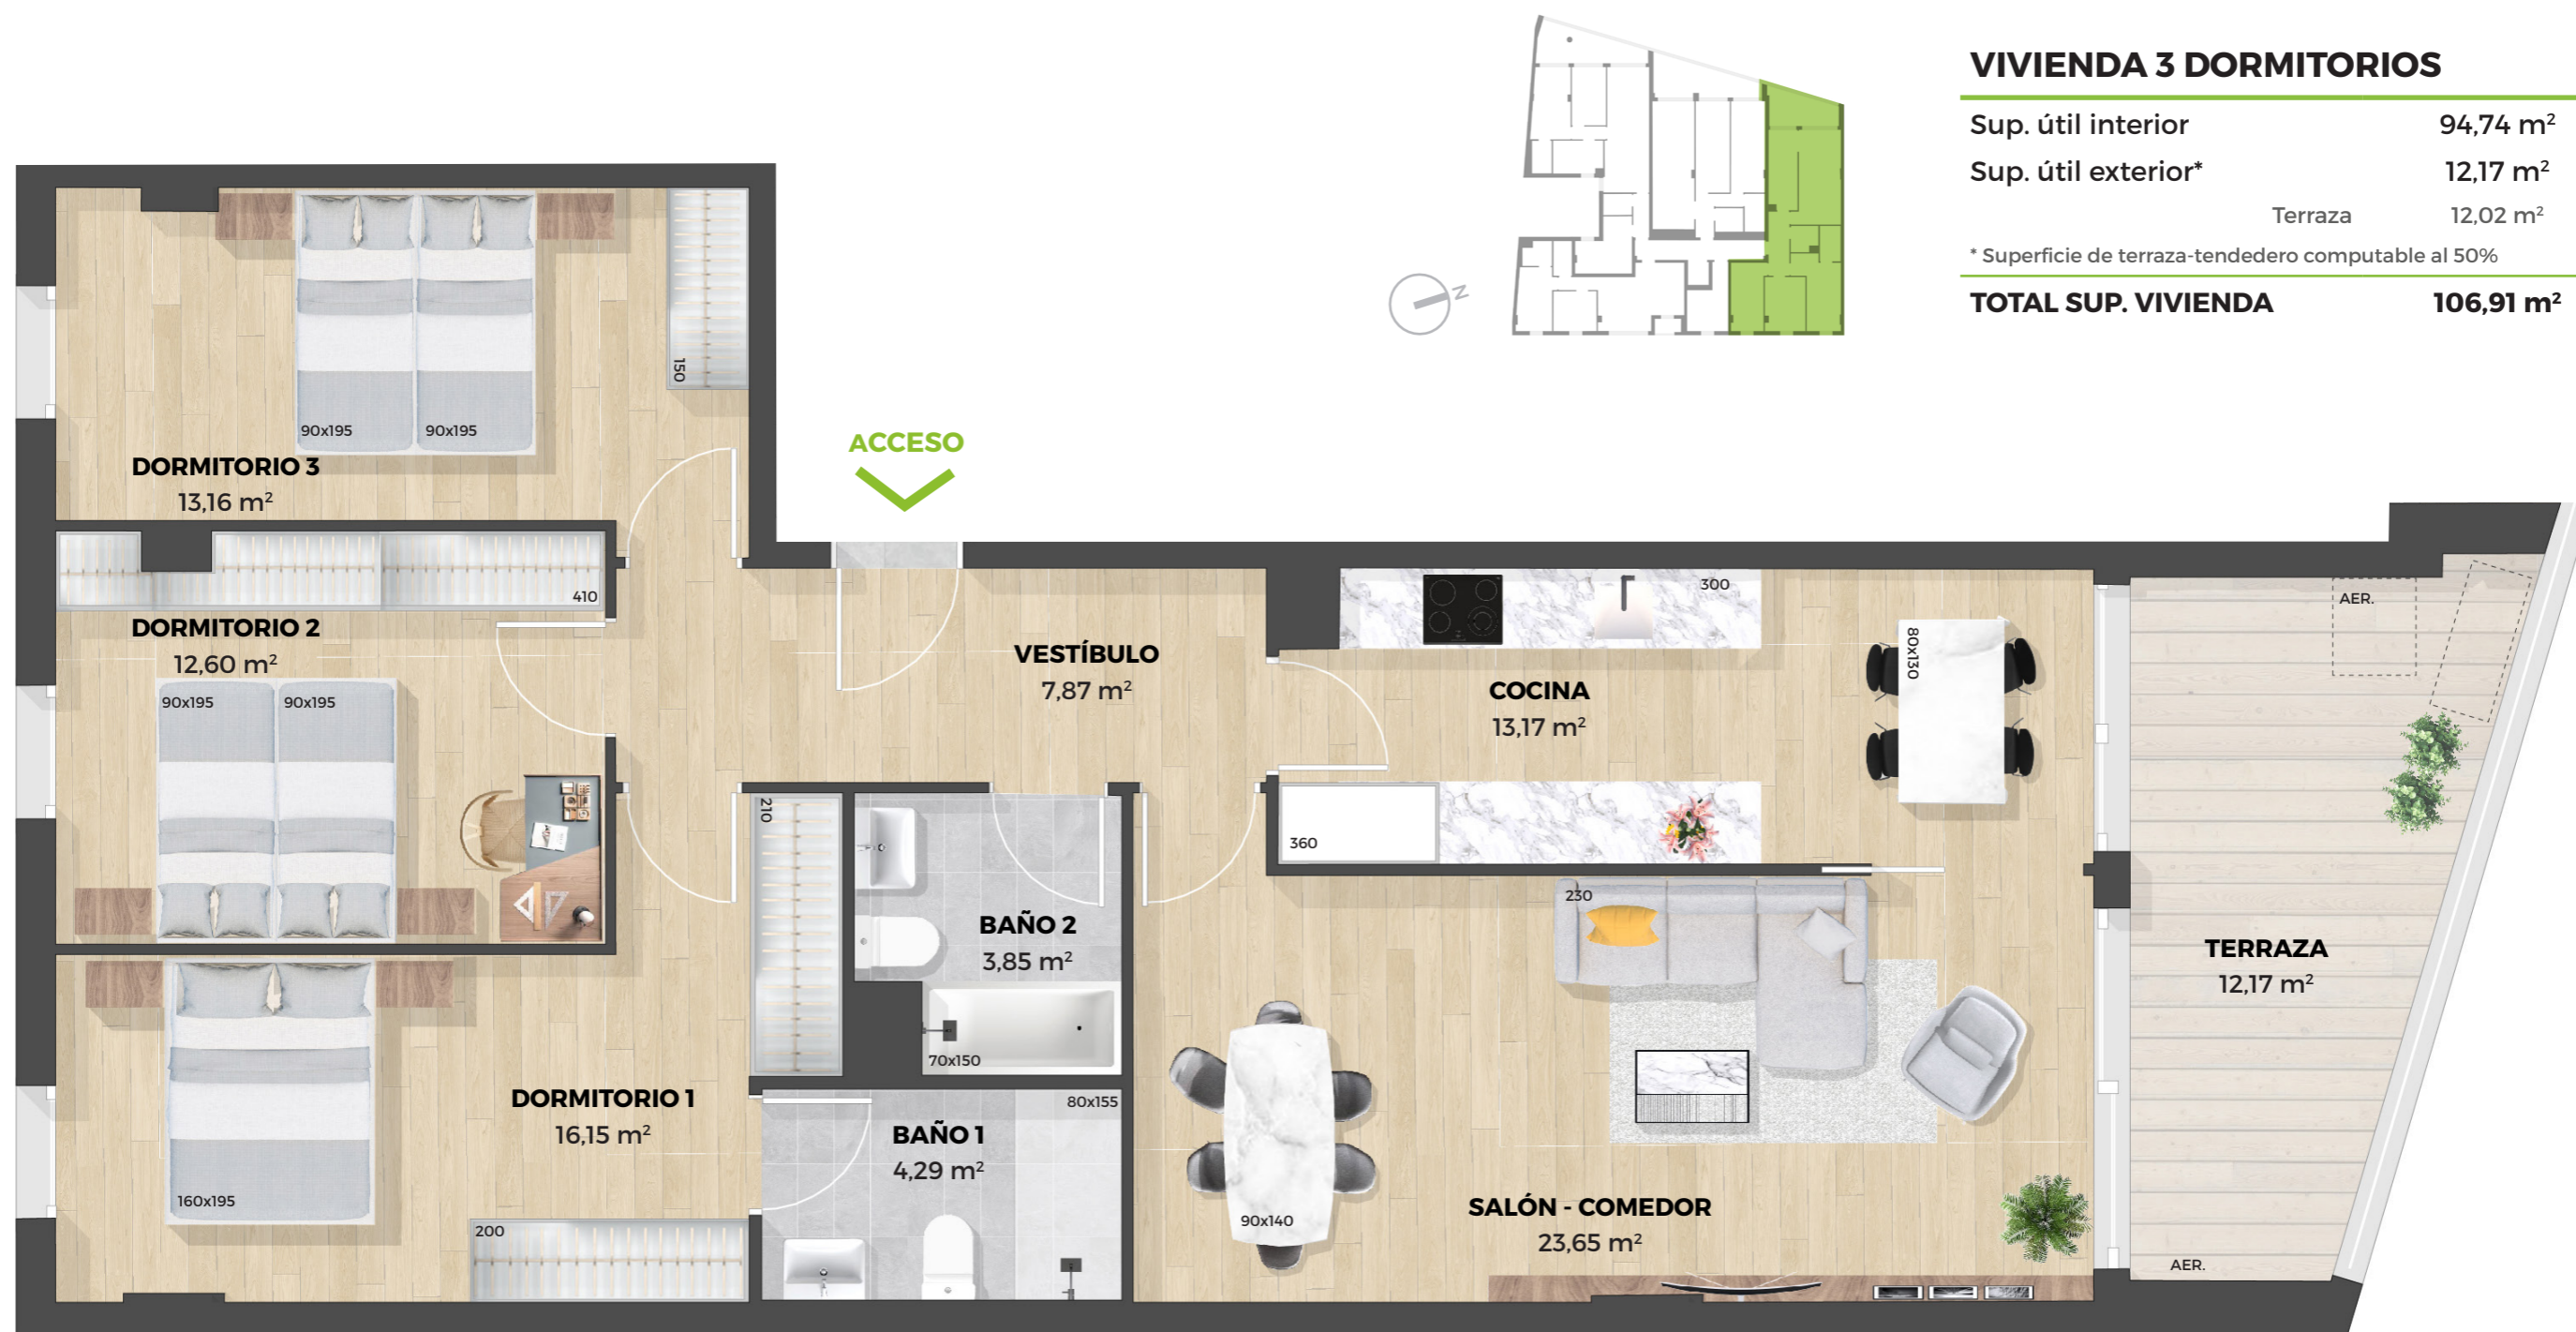 VIVIENDA 3 DORMITORIOS
Sup. útil interior 94,74 m²
Sup. útil exterior* 12,17 m²
Terraza 12,02 m²
* Superficie de terraza-tendedero computable al 50%
TOTAL SUP. VIVIENDA 106,91 m²
N
ACCESO
150
90x195 90x195
DORMITORIO 3
13,16 m²
410
DORMITORIO 2
12,60 m²
90x195 90x195
VESTÍBULO
7,87 m²
300
COCINA
13,17 m²
80x130
360
AER.
210
BAÑO 2
3,85 m²
70x150
230
TERRAZA
12,17 m²
DORMITORIO 1
16,15 m²
160x195
200
80x155
BAÑO 1
4,29 m²
90x140
SALÓN - COMEDOR
23,65 m²
AER.